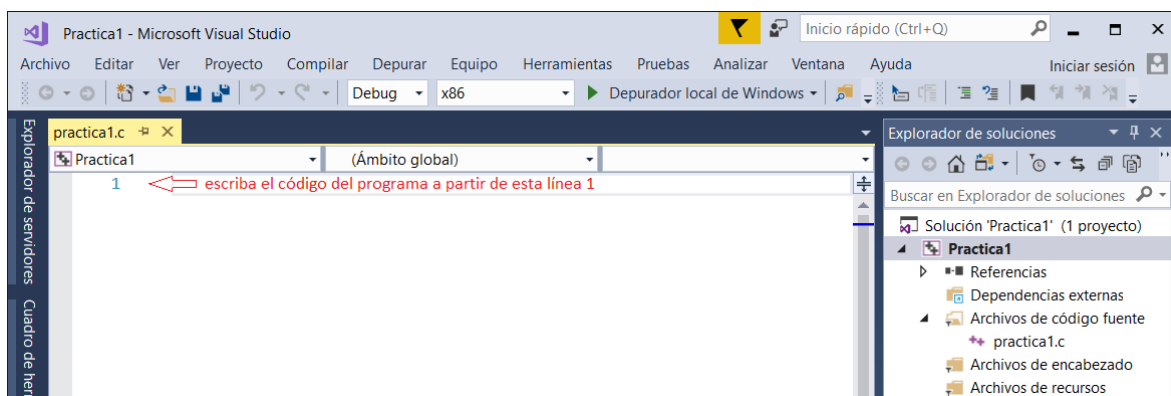 Practica1 - Microsoft Visual Studio
Inicio rápido (Ctrl+Q)
Archivo Editar Ver Proyecto Compilar Depurar Equipo Herramientas Pruebas Analizar Ventana Ayuda
Iniciar sesión
Debug x86 Depurador local de Windows
Explorador de servidores
Cuadro de
practica1.c
Practica1 (Ámbito global)
1 escriba el código del programa a partir de esta línea 1
Explorador de soluciones
Buscar en Explorador de soluciones
Solución 'Practica1' (1 proyecto)
Practica1
Referencias
Dependencias externas
Archivos de código fuente
practica1.c
Archivos de encabezado
Archivos de recursos